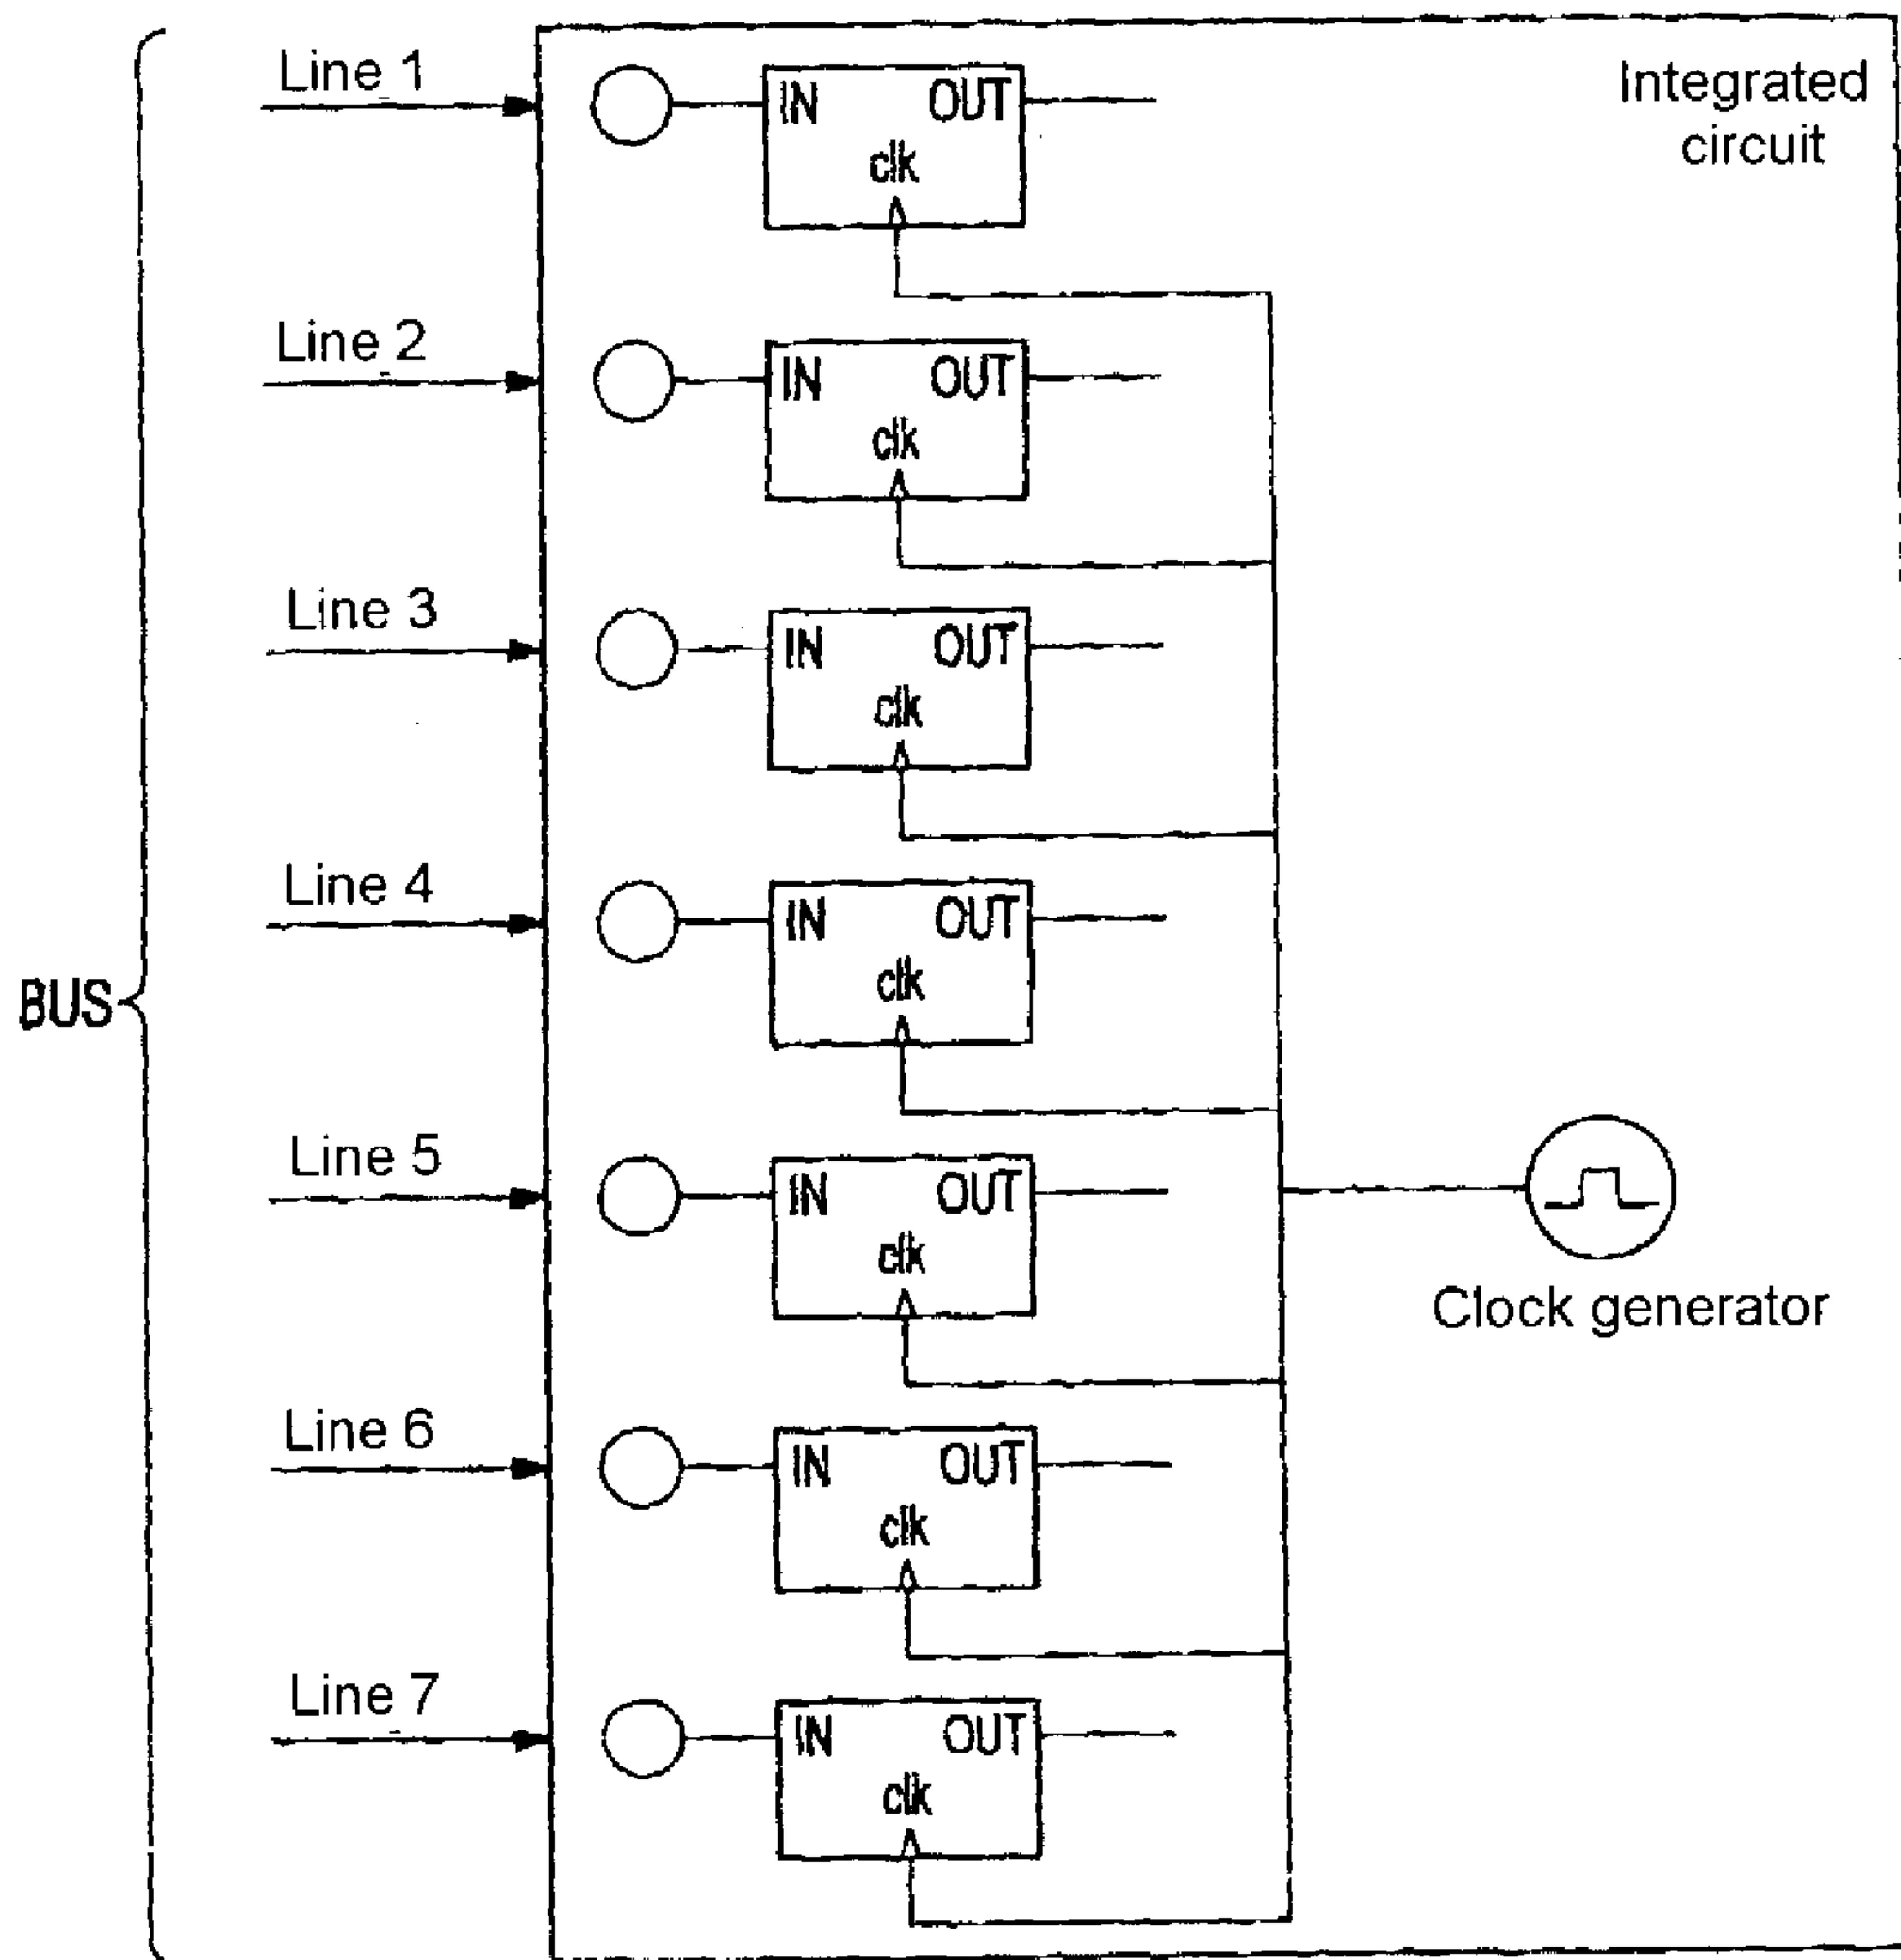 Line 1
IN OUT
clk
Integrated
circuit
Line 2
IN OUT
clk
Line 3
IN OUT
clk
Line 4
IN OUT
clk
BUS
Line 5
IN OUT
clk
Clock generator
Line 6
IN OUT
clk
Line 7
IN OUT
clk